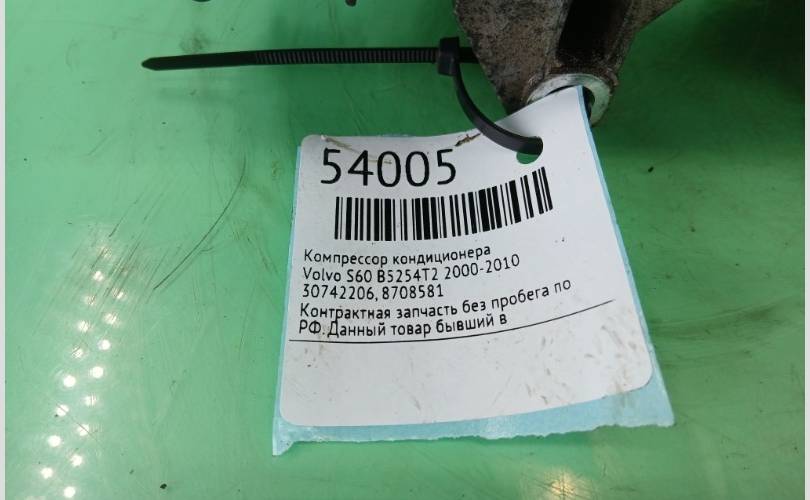 54005
Компрессор кондиционера
Volvo S60 B5254T2 2000-2010
30742206, 8708581
Контрактная запчасть без пробега по
РФ. Данный товар бывший в